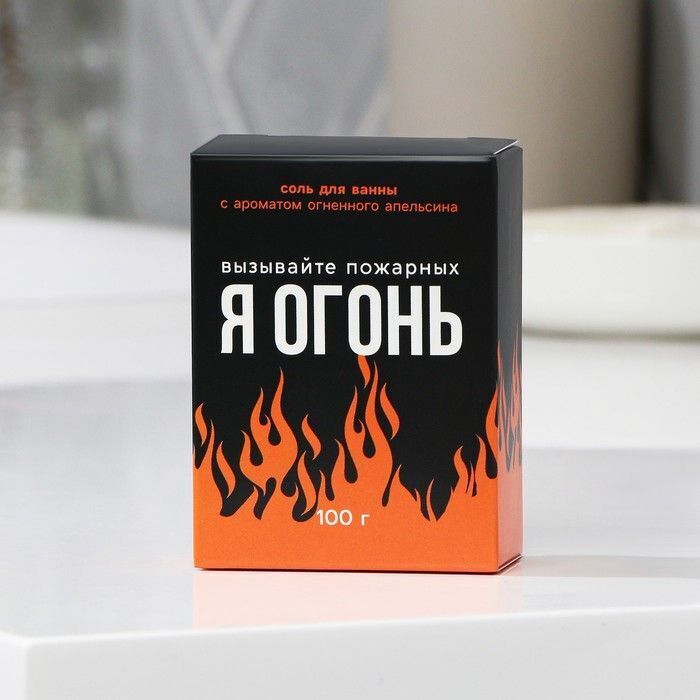 соль для ванны
с ароматом огненного апельсина
вызывайте пожарных
Я ОГОНЬ
100 г